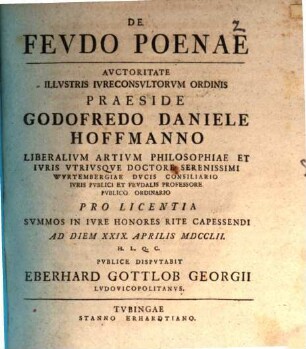 2
DE
FEVDO POENAE
AVCTORITATE
ILLVSTRIS IVRECONSVLTORVM ORDINIS
PRAESIDE
GODOFREDO DANIELE
HOFFMANNO
LIBERALIVM ARTIVM PHILOSOPHIAE ET
IVRIS VTRIVSQVE DOCTORE SERENISSIMI
WVRTEMBERGIAE DVCIS CONSILIARIO
IVRIS PVBLICI ET FEVDALIS PROFESSORE
PVBLICO ORDINARIO
PRO LICENTIA
SVMMOS IN IVRE HONORES RITE CAPESSENDI
AD DIEM XXIX. APRILIS MDCCLII.
H. L. Q. C.
PVBLICE DISPVTABIT
EBERHARD GOTTLOB GEORGII
LVDOVICOPOLITANVS.
TVBINGAE
STANNO ERHARDTIANO.